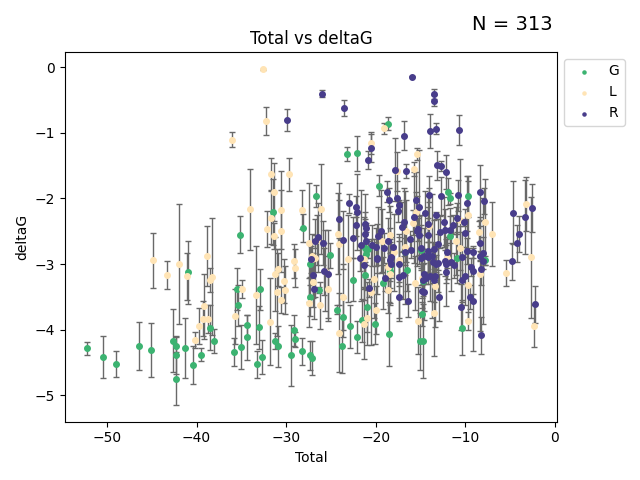 N = 313
Total vs deltaG
G
L
R
0
−1
−2
−3
−4
−5
deltaG
−50 −40 −30 −20 −10 0
Total